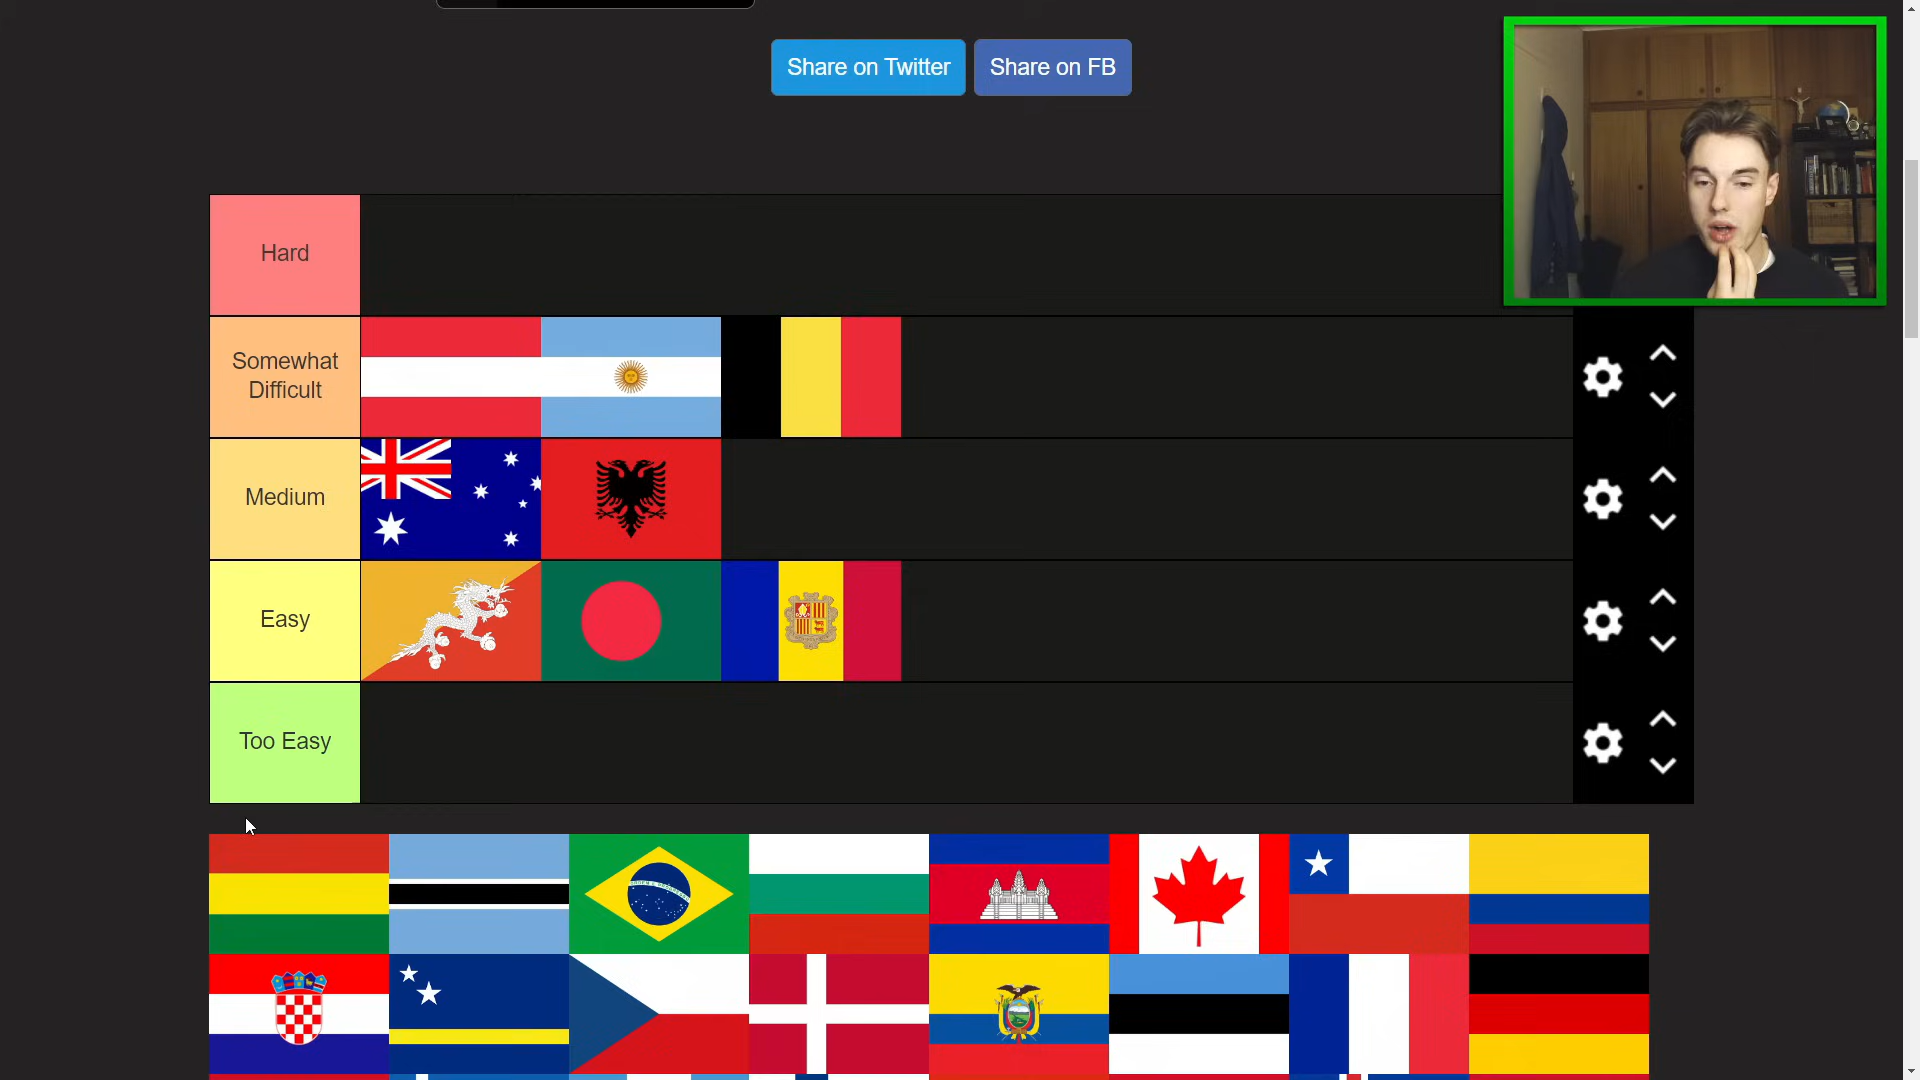 Share on Twitter
Share on FB
Hard
Somewhat
Difficult
Medium
Easy
Too Easy